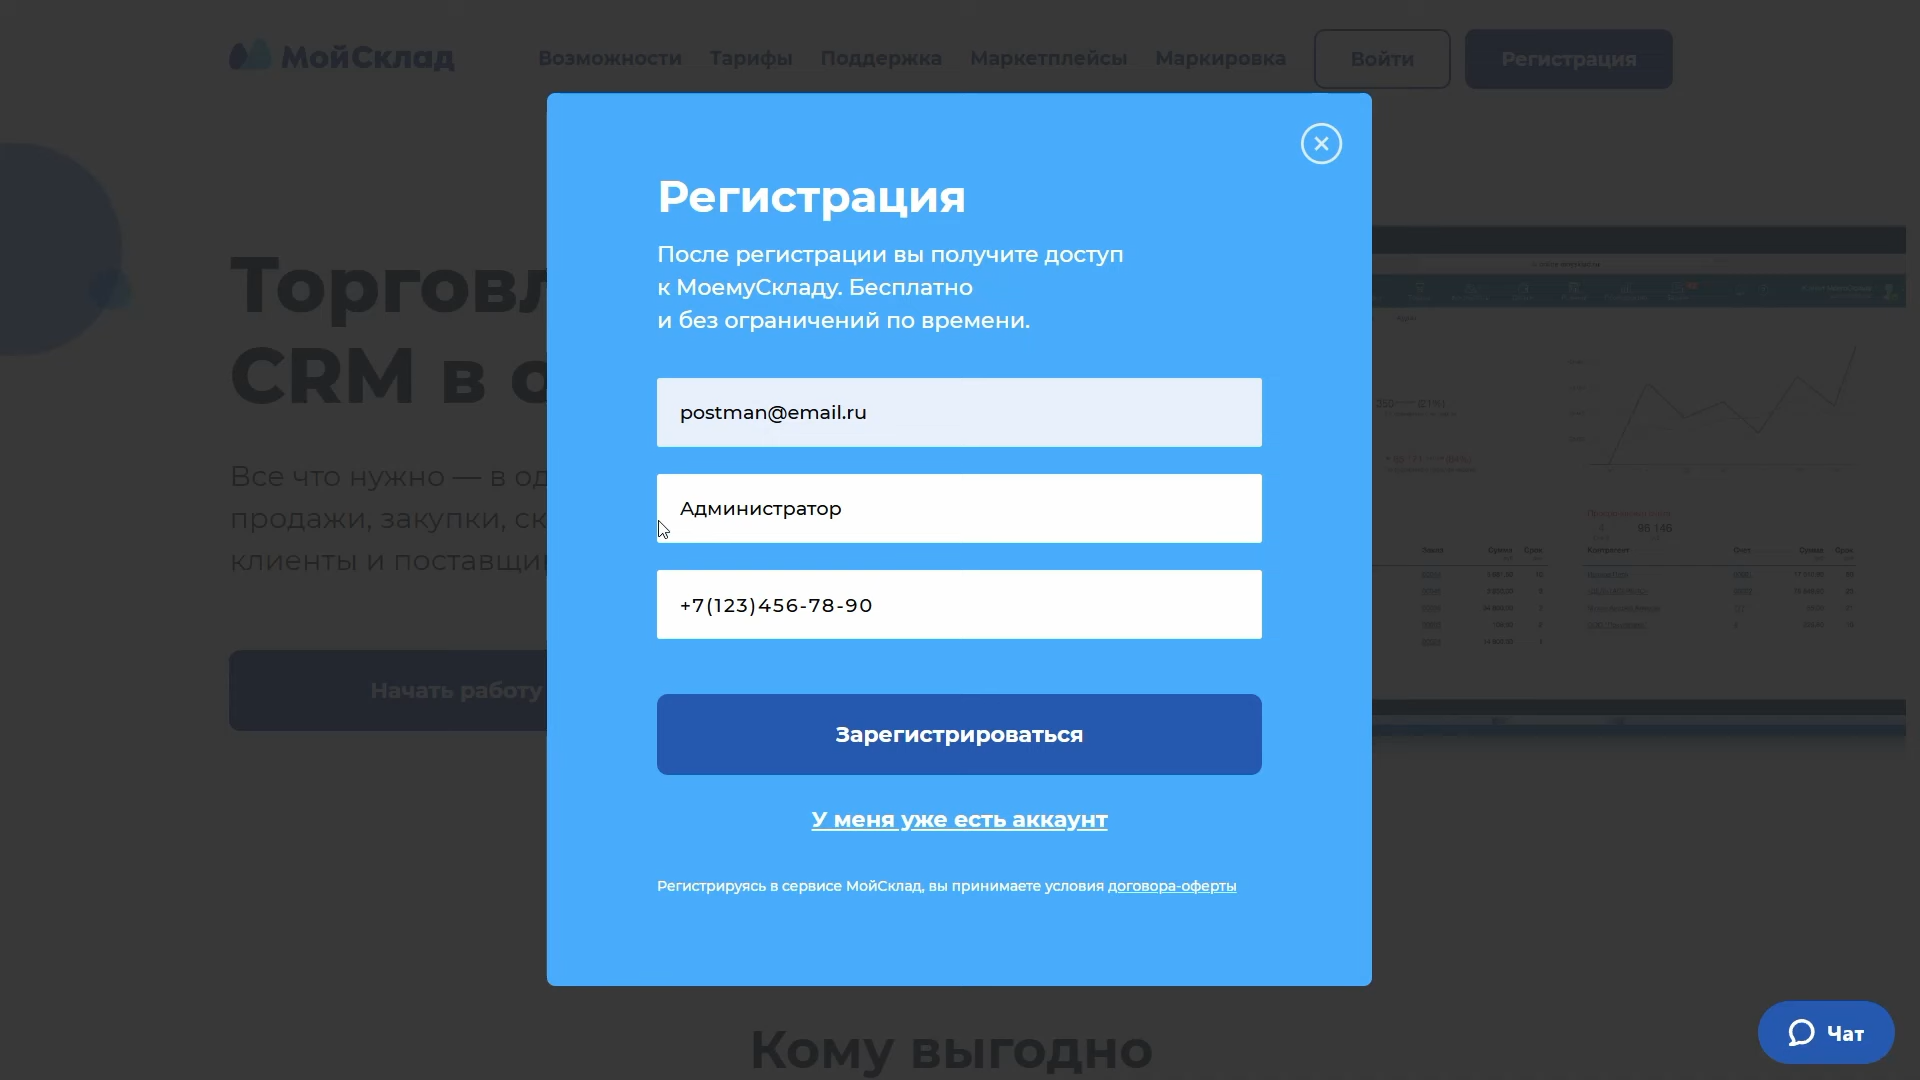 МойСклад
Возможности
Тарифы
Поддержка
Маркетплейсы
Маркировка
Войти
Регистрация
Регистрация
После регистрации вы получите доступ
к МоемуСкладу. Бесплатно
и без ограничений по времени.
Торговл
CRM в о
postman@email.ru
Все что нужно — в од
продажи, закупки, ск
клиенты и поставщи
Администратор
+7(123)456-78-90
Начать работу
Зарегистрироваться
У меня уже есть аккаунт
Регистрируясь в сервисе МойСклад, вы принимаете условия договора-оферты
Кому выгодно
Чат